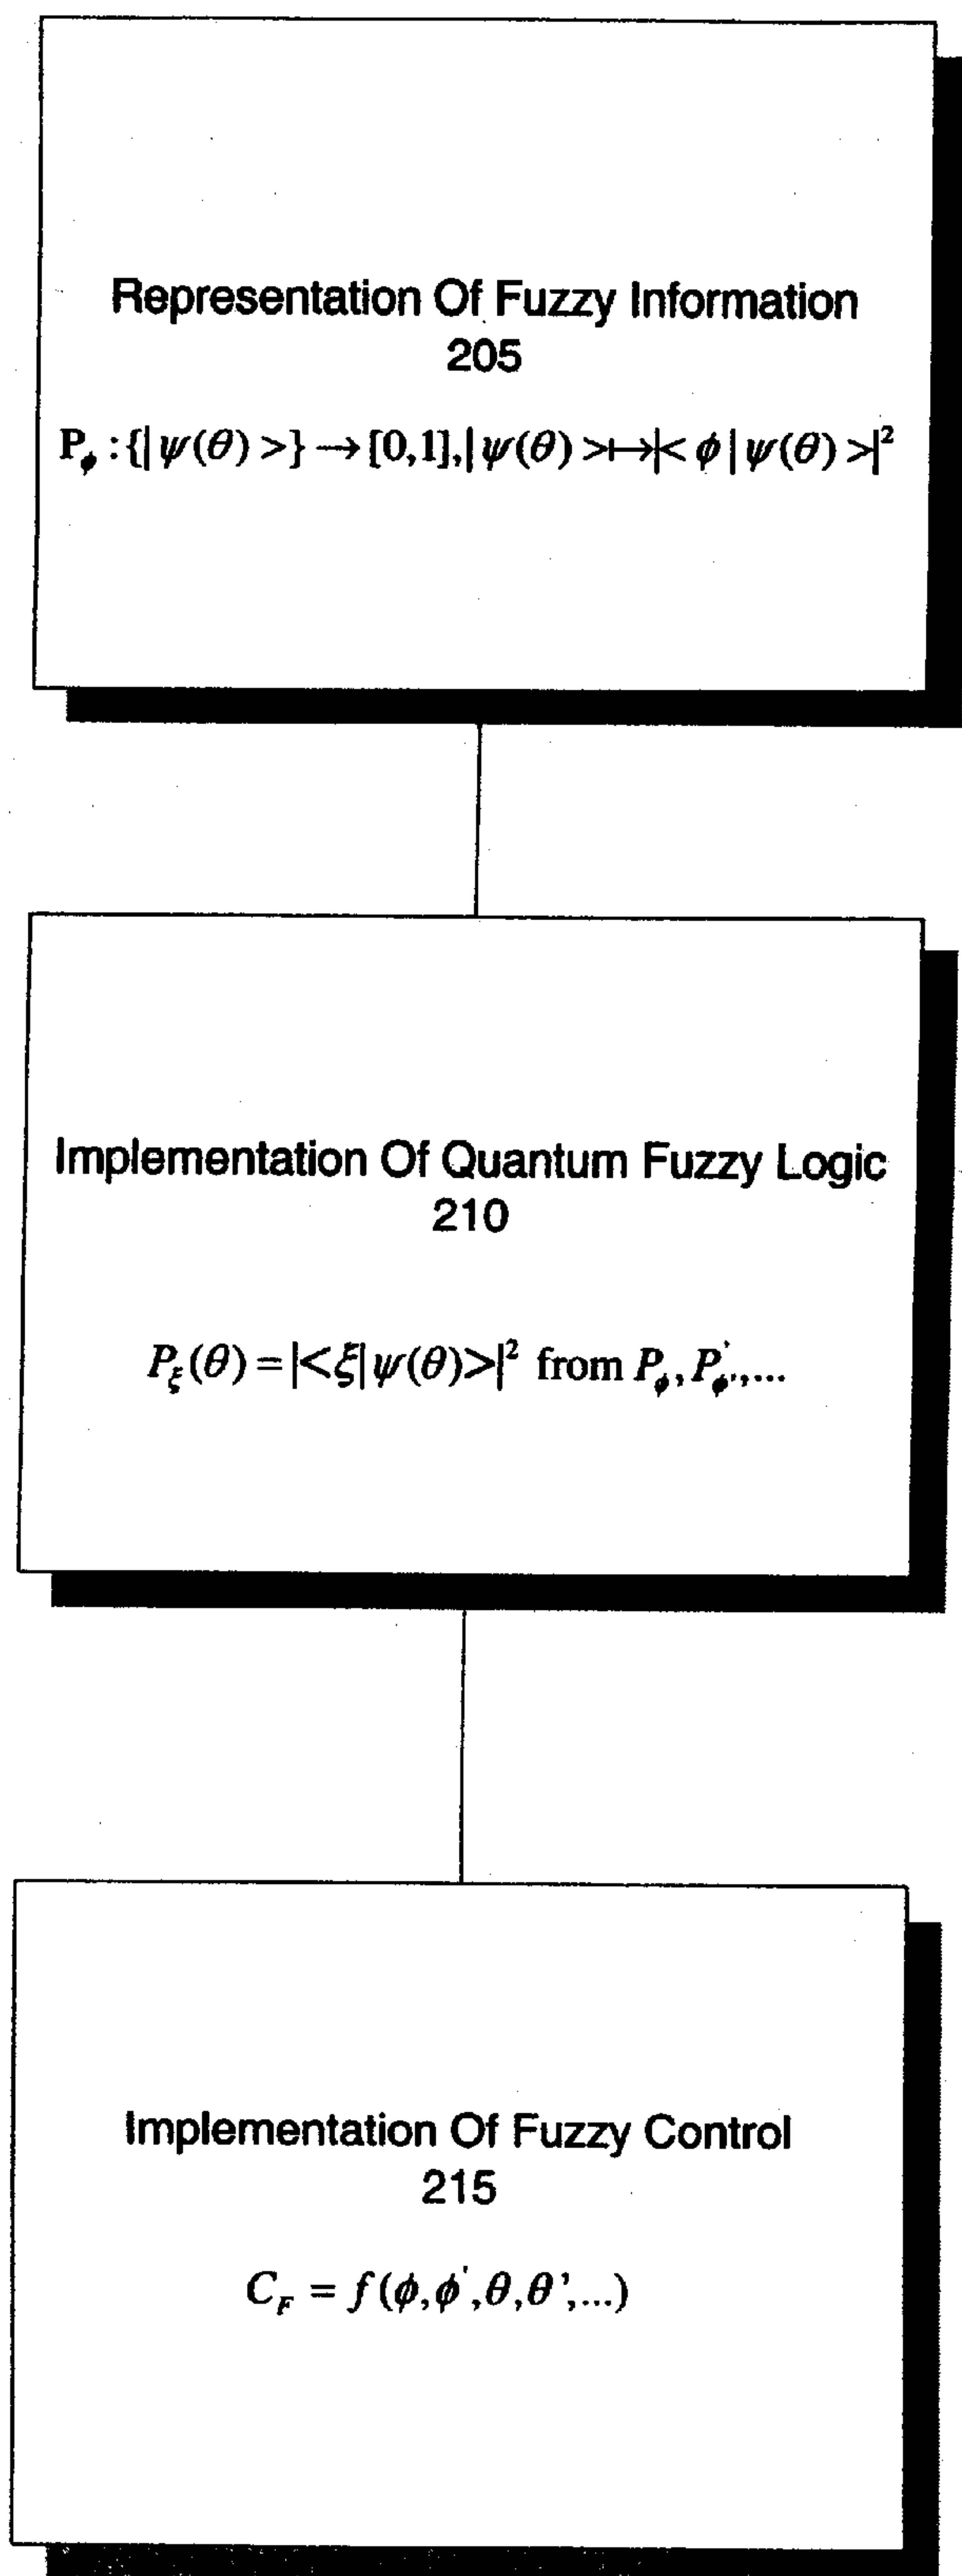 Representation Of Fuzzy Information
205
P_ϕ : {|ψ(θ) >} → [0,1], |ψ(θ) >↦|< ϕ | ψ(θ) >|²
Implementation Of Quantum Fuzzy Logic
210
P_ξ(θ) = |<ξ|ψ(θ)>|² from P_ϕ, P'_ϕ',...
Implementation Of Fuzzy Control
215
C_F = f(ϕ,ϕ',θ,θ',...)